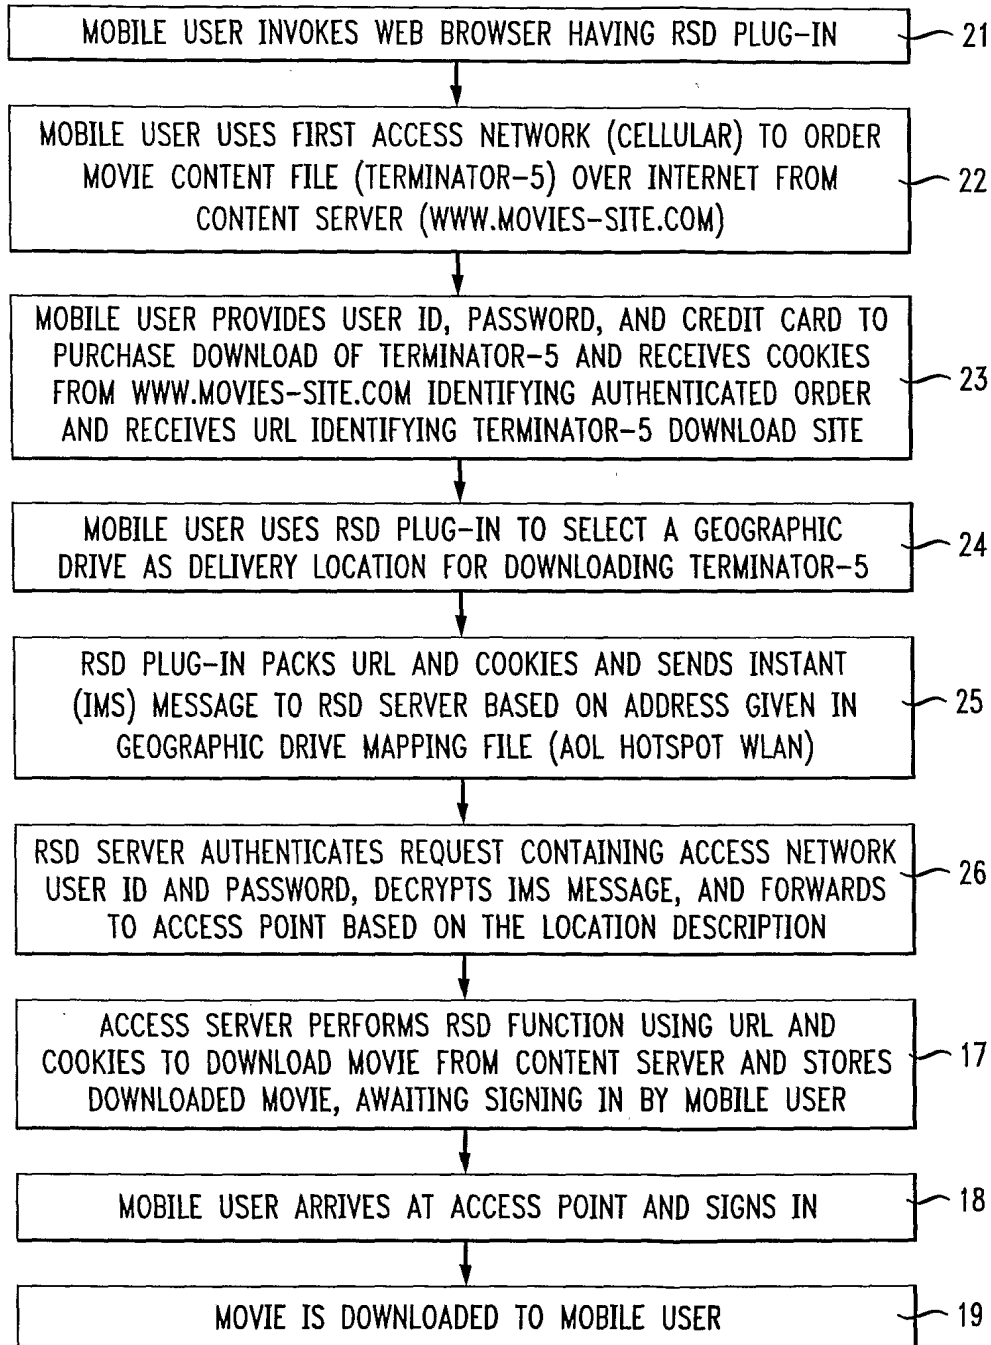 MOBILE USER INVOKES WEB BROWSER HAVING RSD PLUG-IN
21
MOBILE USER USES FIRST ACCESS NETWORK (CELLULAR) TO ORDER
MOVIE CONTENT FILE (TERMINATOR-5) OVER INTERNET FROM
CONTENT SERVER (WWW.MOVIES-SITE.COM)
22
MOBILE USER PROVIDES USER ID, PASSWORD, AND CREDIT CARD TO
PURCHASE DOWNLOAD OF TERMINATOR-5 AND RECEIVES COOKIES
FROM WWW.MOVIES-SITE.COM IDENTIFYING AUTHENTICATED ORDER
AND RECEIVES URL IDENTIFYING TERMINATOR-5 DOWNLOAD SITE
23
MOBILE USER USES RSD PLUG-IN TO SELECT A GEOGRAPHIC
DRIVE AS DELIVERY LOCATION FOR DOWNLOADING TERMINATOR-5
24
RSD PLUG-IN PACKS URL AND COOKIES AND SENDS INSTANT
(IMS) MESSAGE TO RSD SERVER BASED ON ADDRESS GIVEN IN
GEOGRAPHIC DRIVE MAPPING FILE (AOL HOTSPOT WLAN)
25
RSD SERVER AUTHENTICATES REQUEST CONTAINING ACCESS NETWORK
USER ID AND PASSWORD, DECRYPTS IMS MESSAGE, AND FORWARDS
TO ACCESS POINT BASED ON THE LOCATION DESCRIPTION
26
ACCESS SERVER PERFORMS RSD FUNCTION USING URL AND
COOKIES TO DOWNLOAD MOVIE FROM CONTENT SERVER AND STORES
DOWNLOADED MOVIE, AWAITING SIGNING IN BY MOBILE USER
17
MOBILE USER ARRIVES AT ACCESS POINT AND SIGNS IN
18
MOVIE IS DOWNLOADED TO MOBILE USER
19